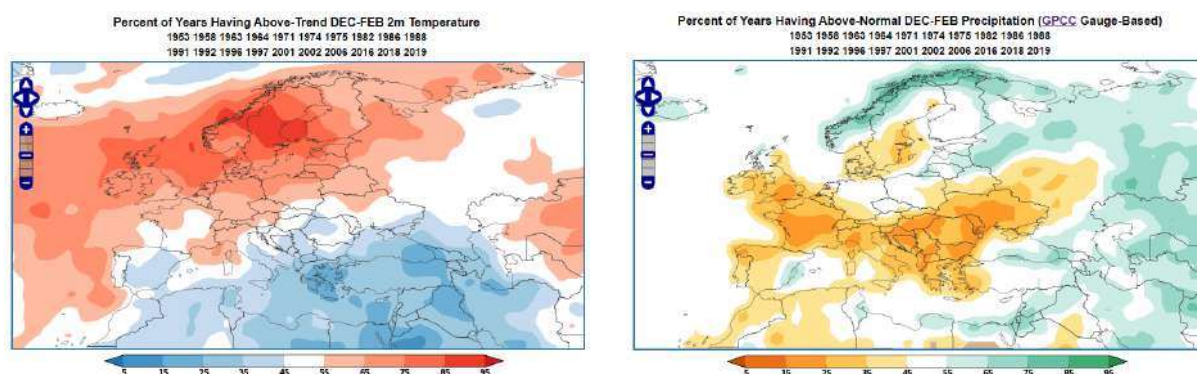 Percent of Years Having Above-Trend DEC-FEB 2m Temperature
1953 1958 1963 1964 1971 1974 1975 1982 1986 1988
1991 1992 1996 1997 2001 2002 2006 2016 2018 2019
5 15 25 35 45 55 65 75 85 95
Percent of Years Having Above-Normal DEC-FEB Precipitation (GPCC Gauge-Based)
1953 1958 1963 1964 1971 1974 1975 1982 1986 1988
1991 1992 1996 1997 2001 2002 2006 2016 2018 2019
5 15 25 35 45 55 65 75 85 95